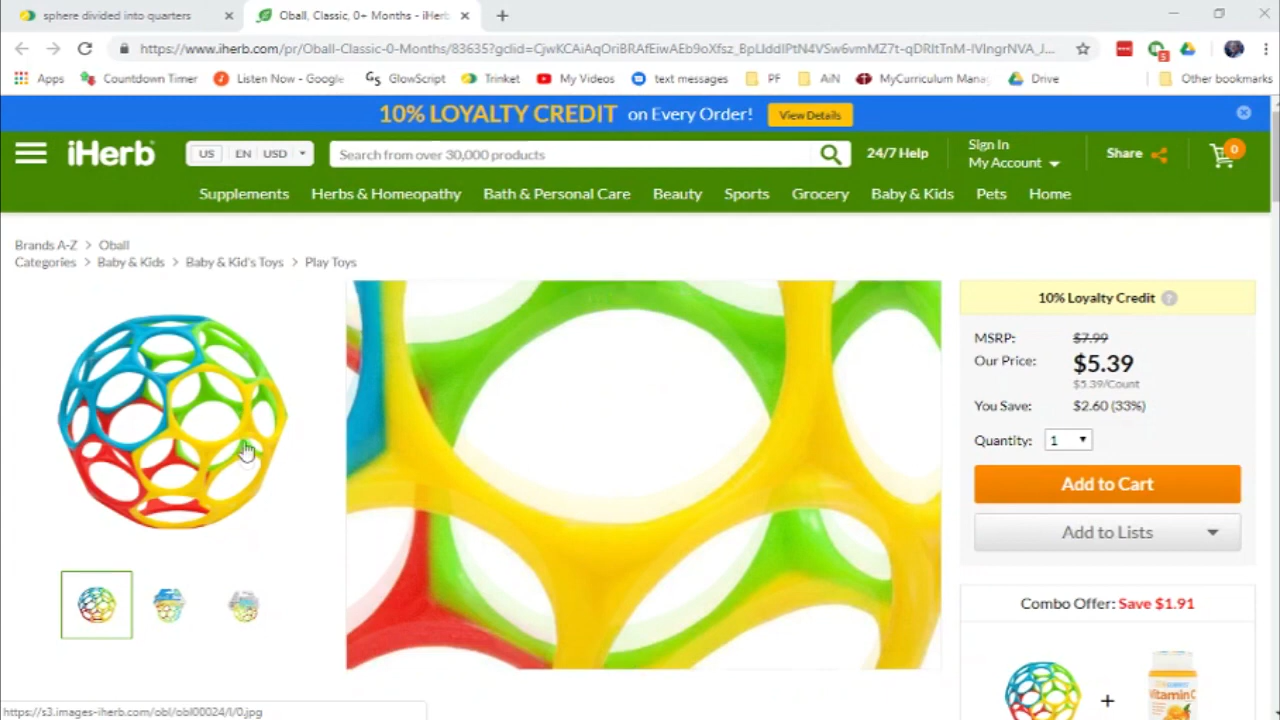 sphere divided into quarters
Oball, Classic, 0+ Months - iHer
https://www.iherb.com/pr/Oball-Classic-0-Months/83635?gclid=
Apps Countdown Timer Listen Now - Google GlowScript Trinket My Videos text messages PF AiN MyCurriculum Mana Drive Other bookmarks
10% LOYALTY CREDIT on Every Order! View Details
iHerb US EN USD Search from over 30,000 products 24/7 Help Sign In My Account Share 0
Supplements Herbs & Homeopathy Bath & Personal Care Beauty Sports Grocery Baby & Kids Pets Home
Brands A-Z > Oball
Categories > Baby & Kids > Baby & Kid's Toys > Play Toys
10% Loyalty Credit ?
MSRP: $7.99
Our Price: $5.39
$5.39/Count
You Save: $2.60 (33%)
Quantity: 1
Add to Cart
Add to Lists
Combo Offer: Save $1.91
+
Vitamin C
https://s3.images-iherb.com/obl/obl00024/l/0.jpg